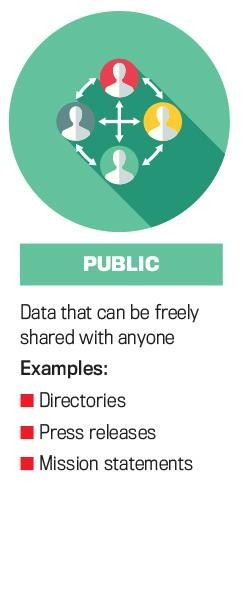 PUBLIC
Data that can be freely
shared with anyone
Examples:
Directories
Press releases
Mission statements